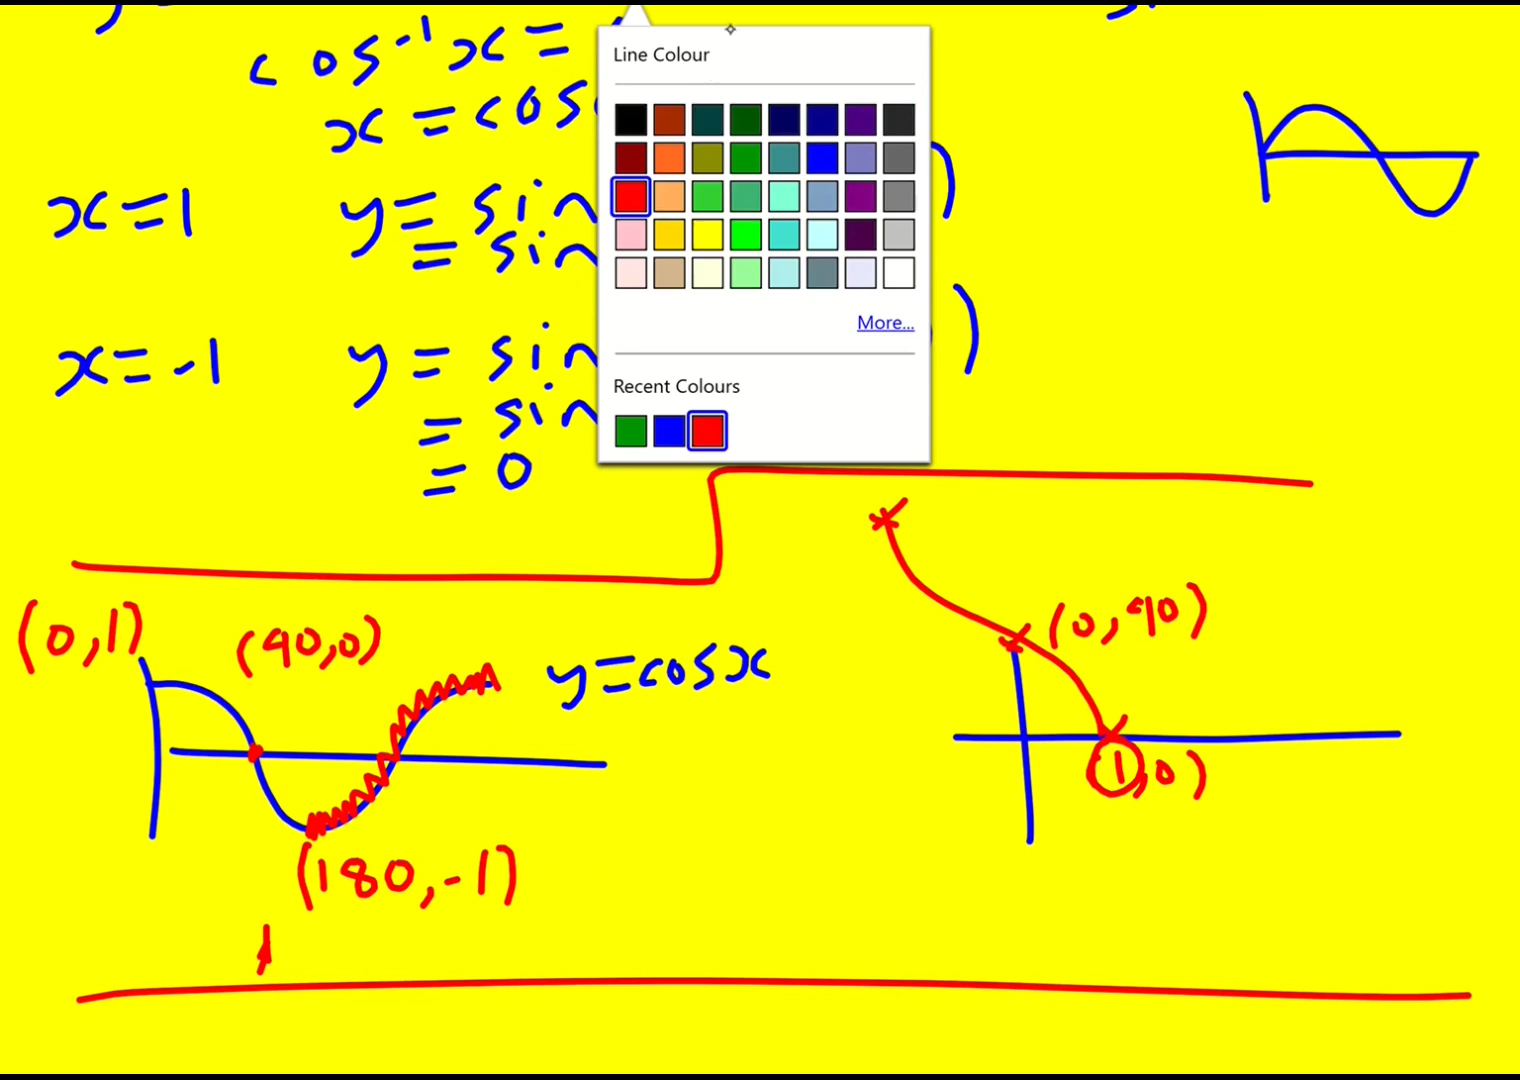 cos⁻¹x =
x = cos
x = 1 y = sin )
= sin
x = -1 y = sin )
= sin
= 0
Line Colour
More...
Recent Colours
(0,1) (90,0) y = cos x
(0,90)
(1,0)
(180,-1)